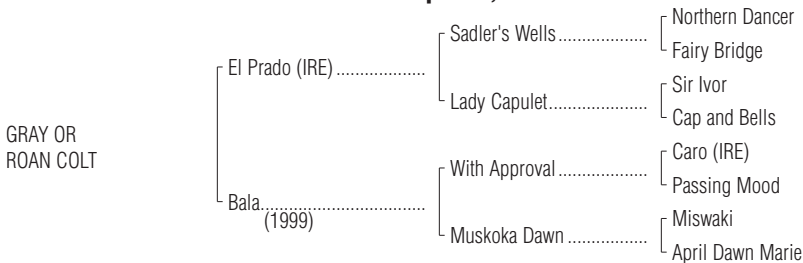 Northern Dancer
Sadler's Wells
Fairy Bridge
El Prado (IRE)
Sir Ivor
Lady Capulet
Cap and Bells
GRAY OR
ROAN COLT
Caro (IRE)
With Approval
Passing Mood
Bala
(1999)
Miswaki
Muskoka Dawn
April Dawn Marie